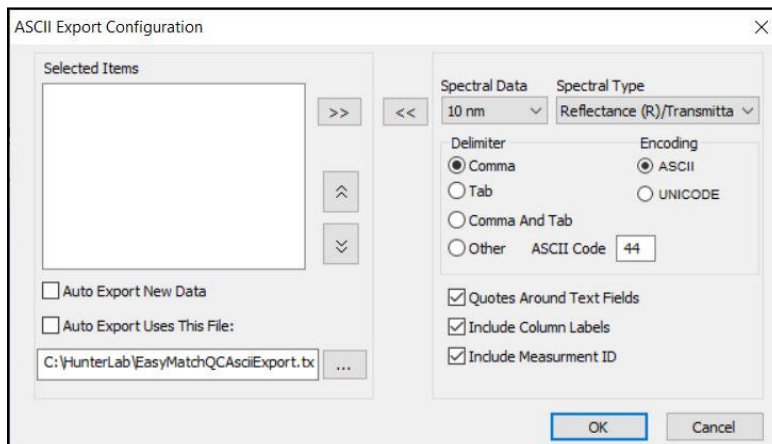 ASCII Export Configuration
Selected Items
>>
<<
Spectral Data
Spectral Type
10 nm
Reflectance (R)/Transmitta
Delimiter
Encoding
Comma
ASCII
Tab
UNICODE
Comma And Tab
Other
ASCII Code
44
Auto Export New Data
Auto Export Uses This File:
C:\HunterLab\EasyMatchQCAsciiExport.tx
...
Quotes Around Text Fields
Include Column Labels
Include Measurment ID
OK
Cancel